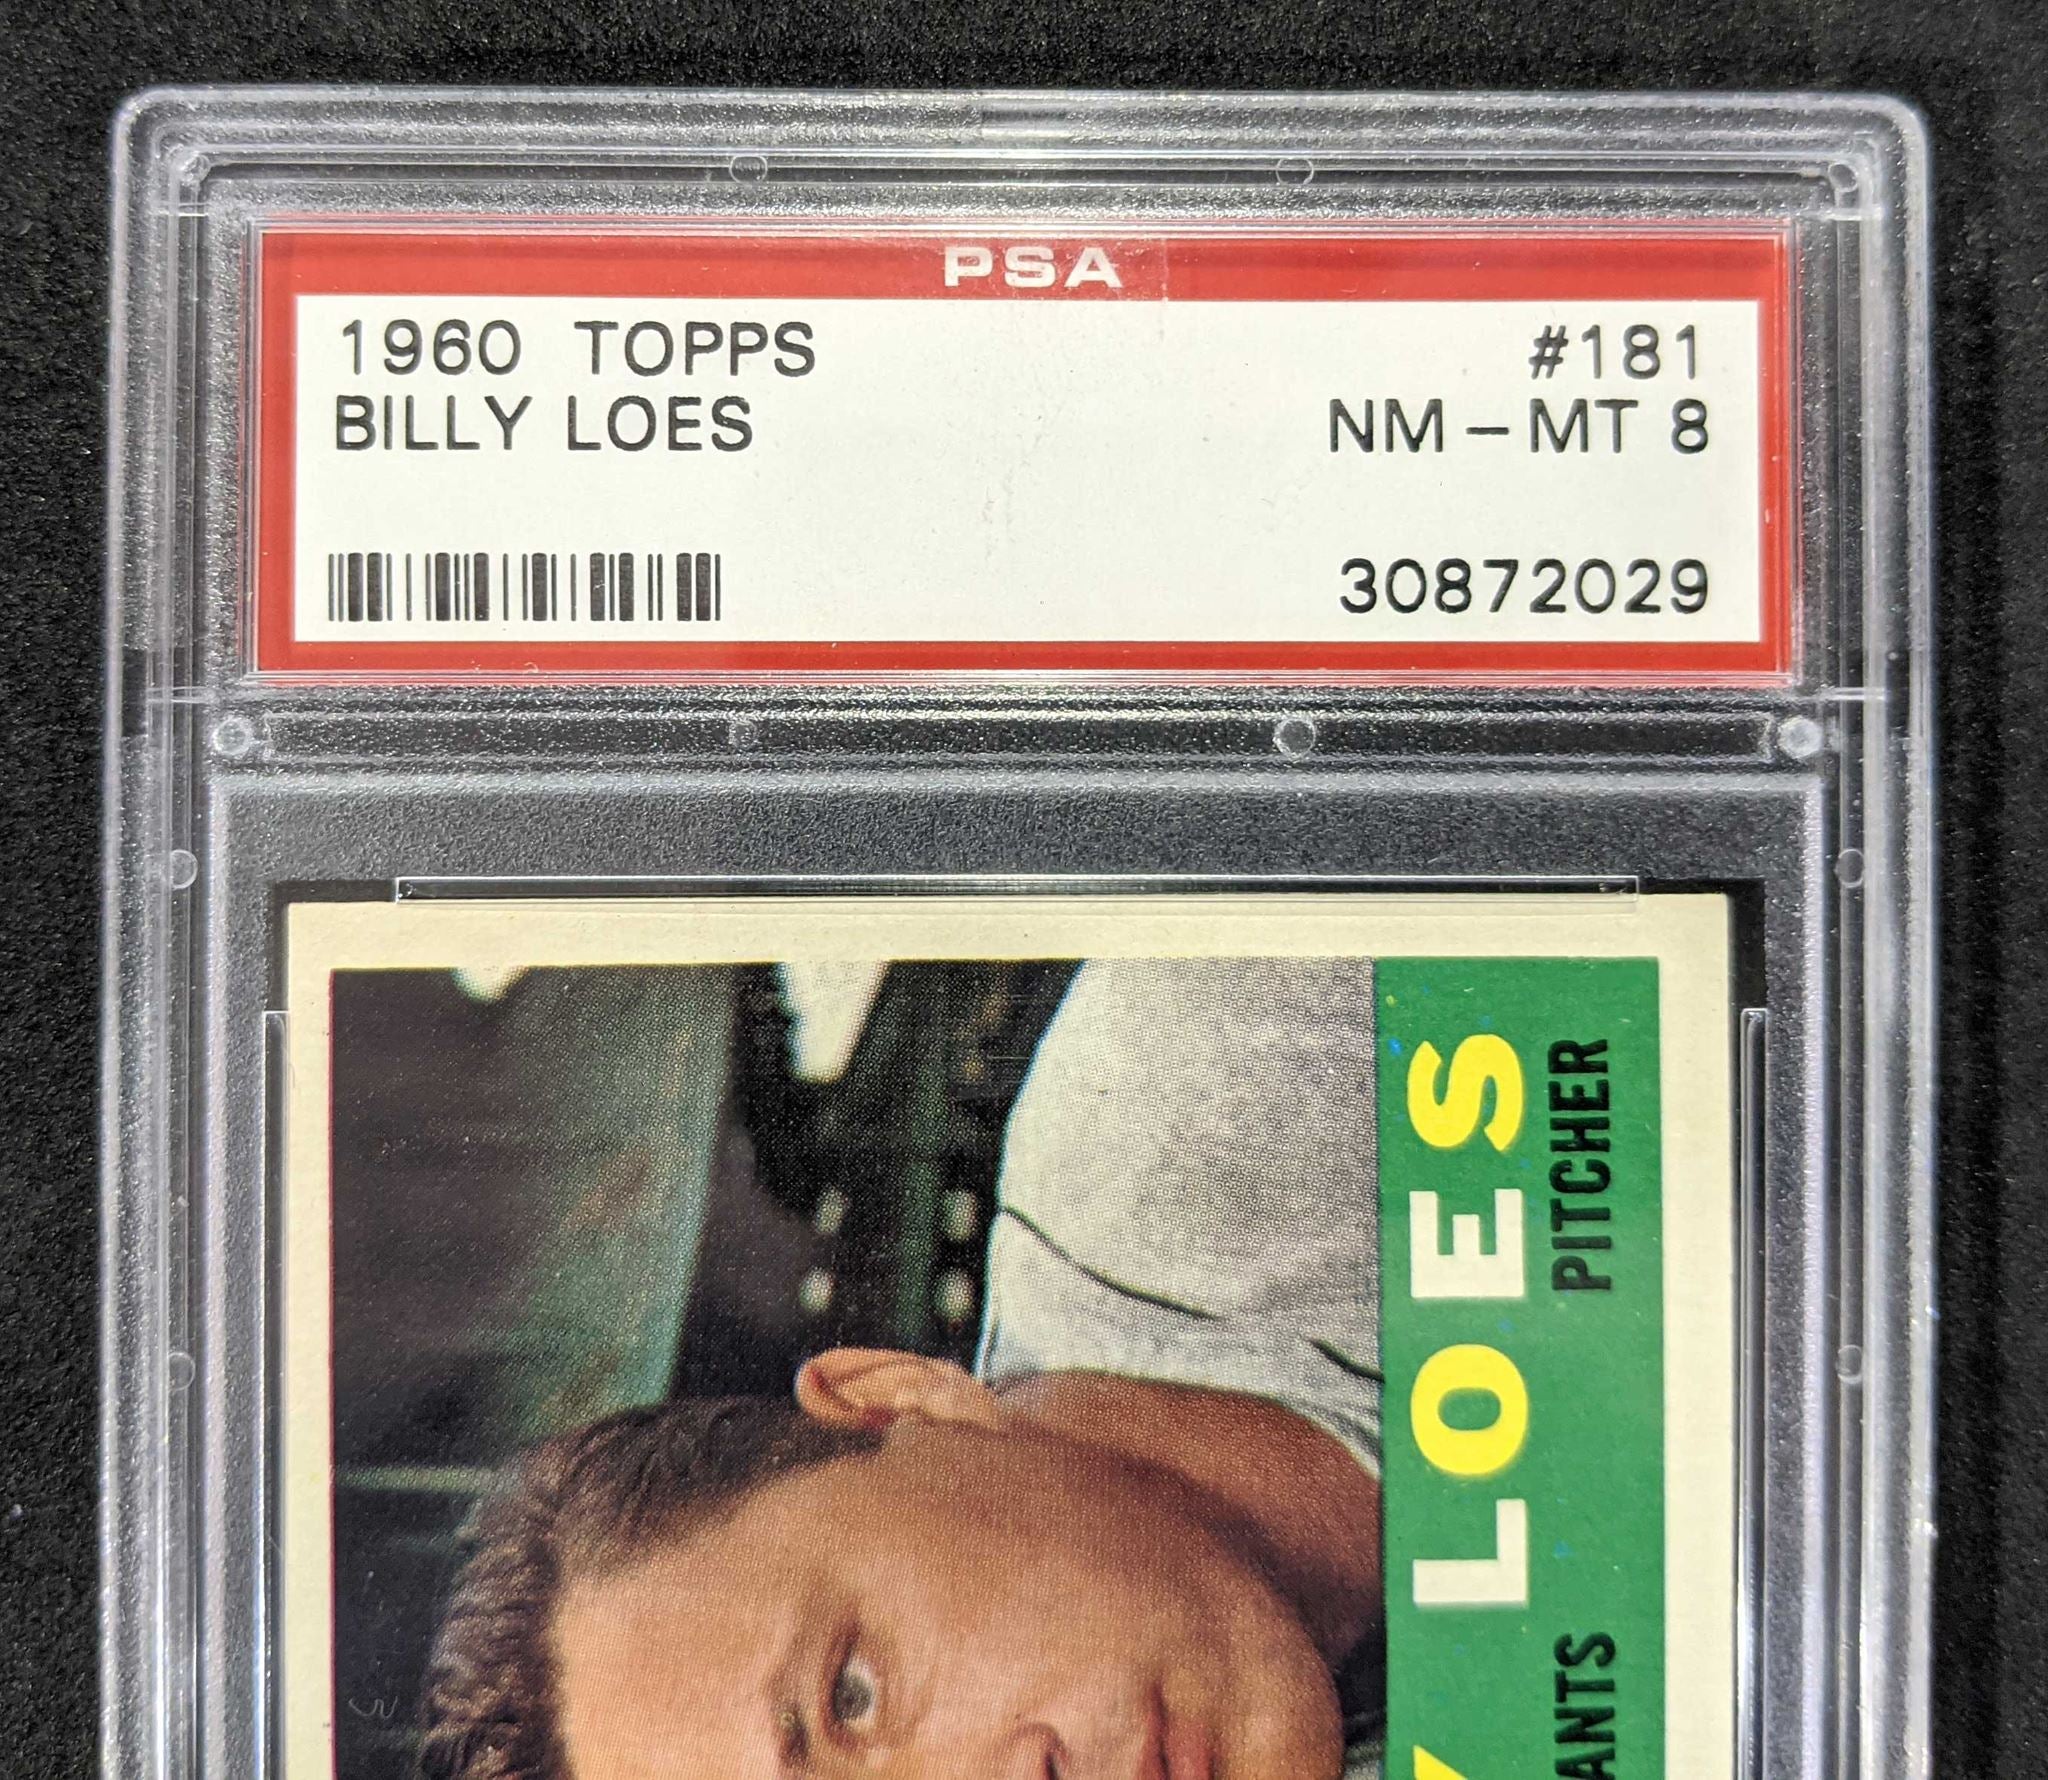 PSA
1960 TOPPS #181
BILLY LOES NM-MT 8
30872029
Y LOES
ANTS PITCHER